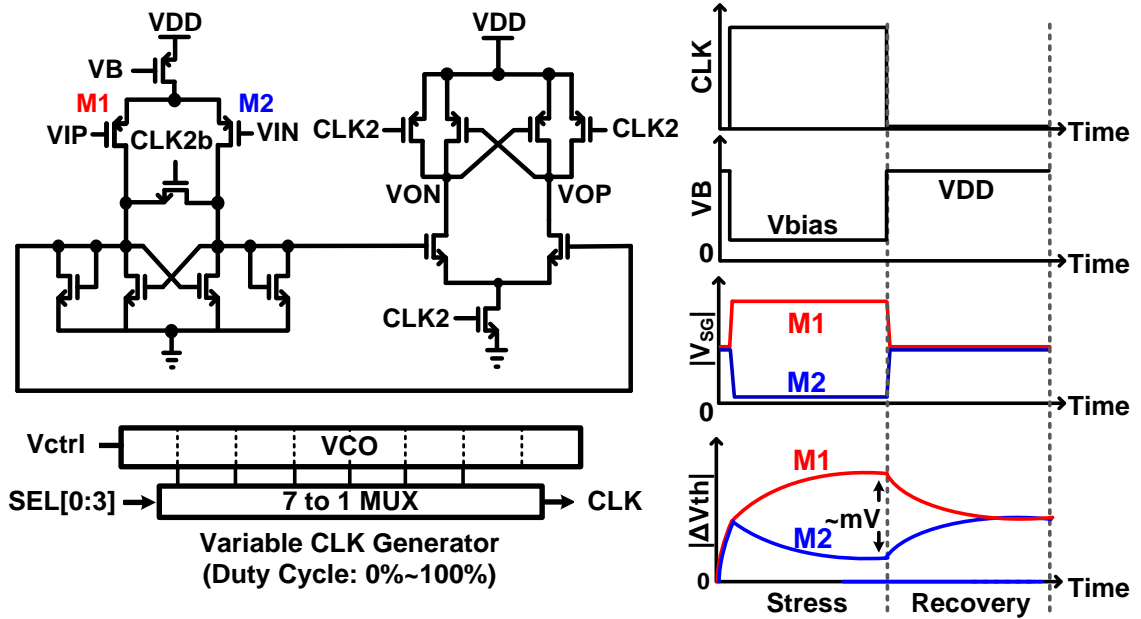 VDD
VB
M1
M2
VIP
VIN
CLK2b
VDD
CLK2
CLK2
VON
VOP
CLK2
Vctrl
VCO
SEL[0:3]
7 to 1 MUX
CLK
Variable CLK Generator
(Duty Cycle: 0%~100%)
CLK
Time
VB
VDD
Vbias
0
Time
|VSG|
M1
M2
0
Time
|ΔVth|
M1
~mV
M2
0
Time
Stress
Recovery